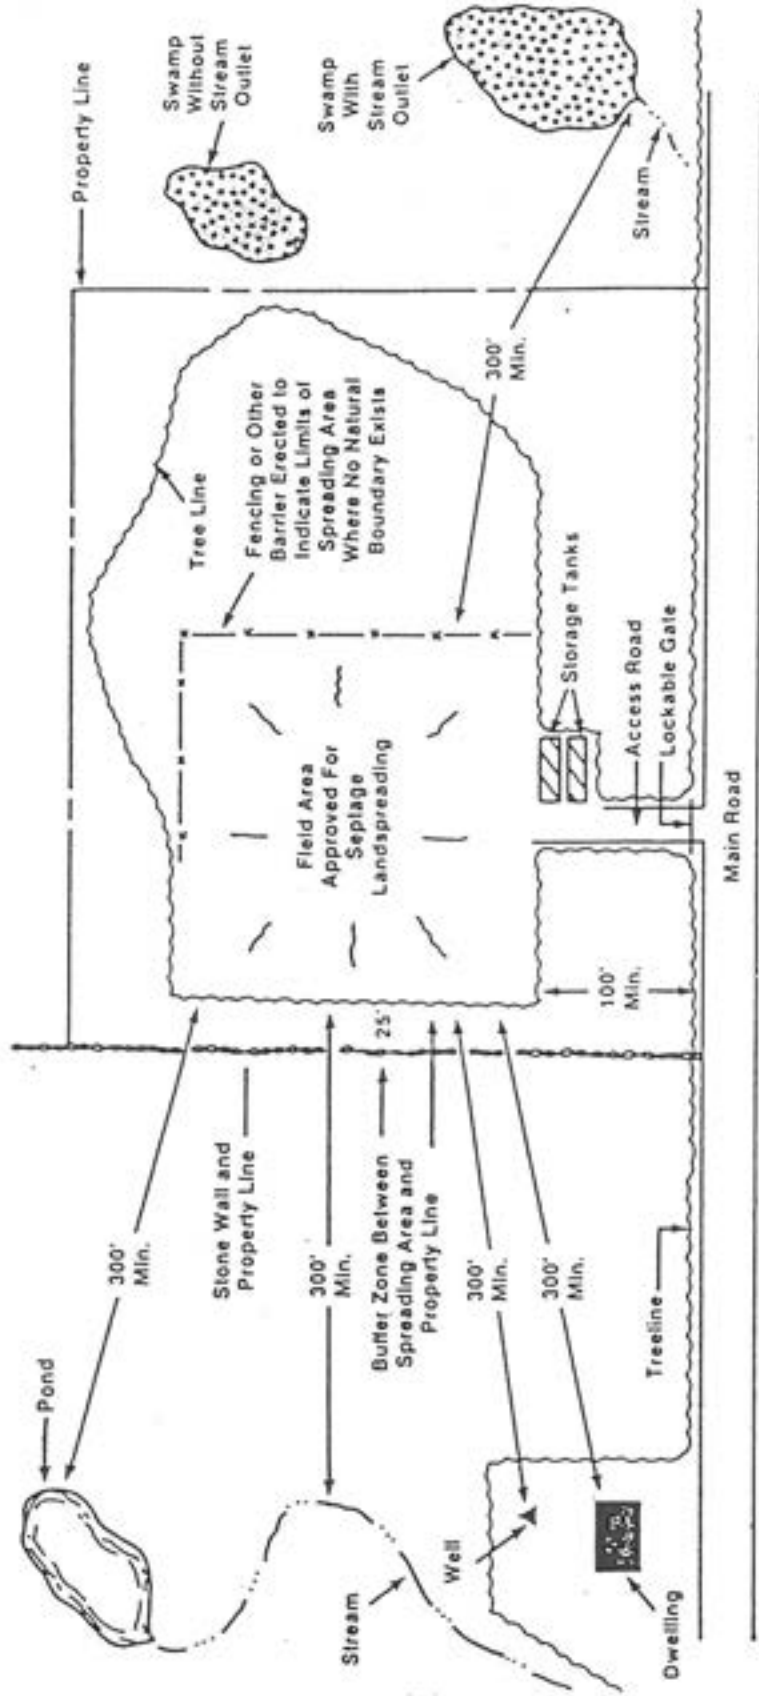 Pond
300'
Min.
Stone Wall and
Property Line
Stream
300'
Min.
Buffer Zone Between
Spreading Area and
Property Line
25'
Well
300'
Min.
300'
Min.
Dwelling
Treeline
100'
Min.
Field Area
Approved For
Septage
Landspreading
Tree Line
Fencing or Other
Barrier Erected to
Indicate Limits of
Spreading Area
Where No Natural
Boundary Exists
Storage Tanks
Access Road
Lockable Gate
Main Road
300'
Min.
Property Line
Swamp
Without
Stream
Outlet
Swamp
With
Stream
Outlet
Stream